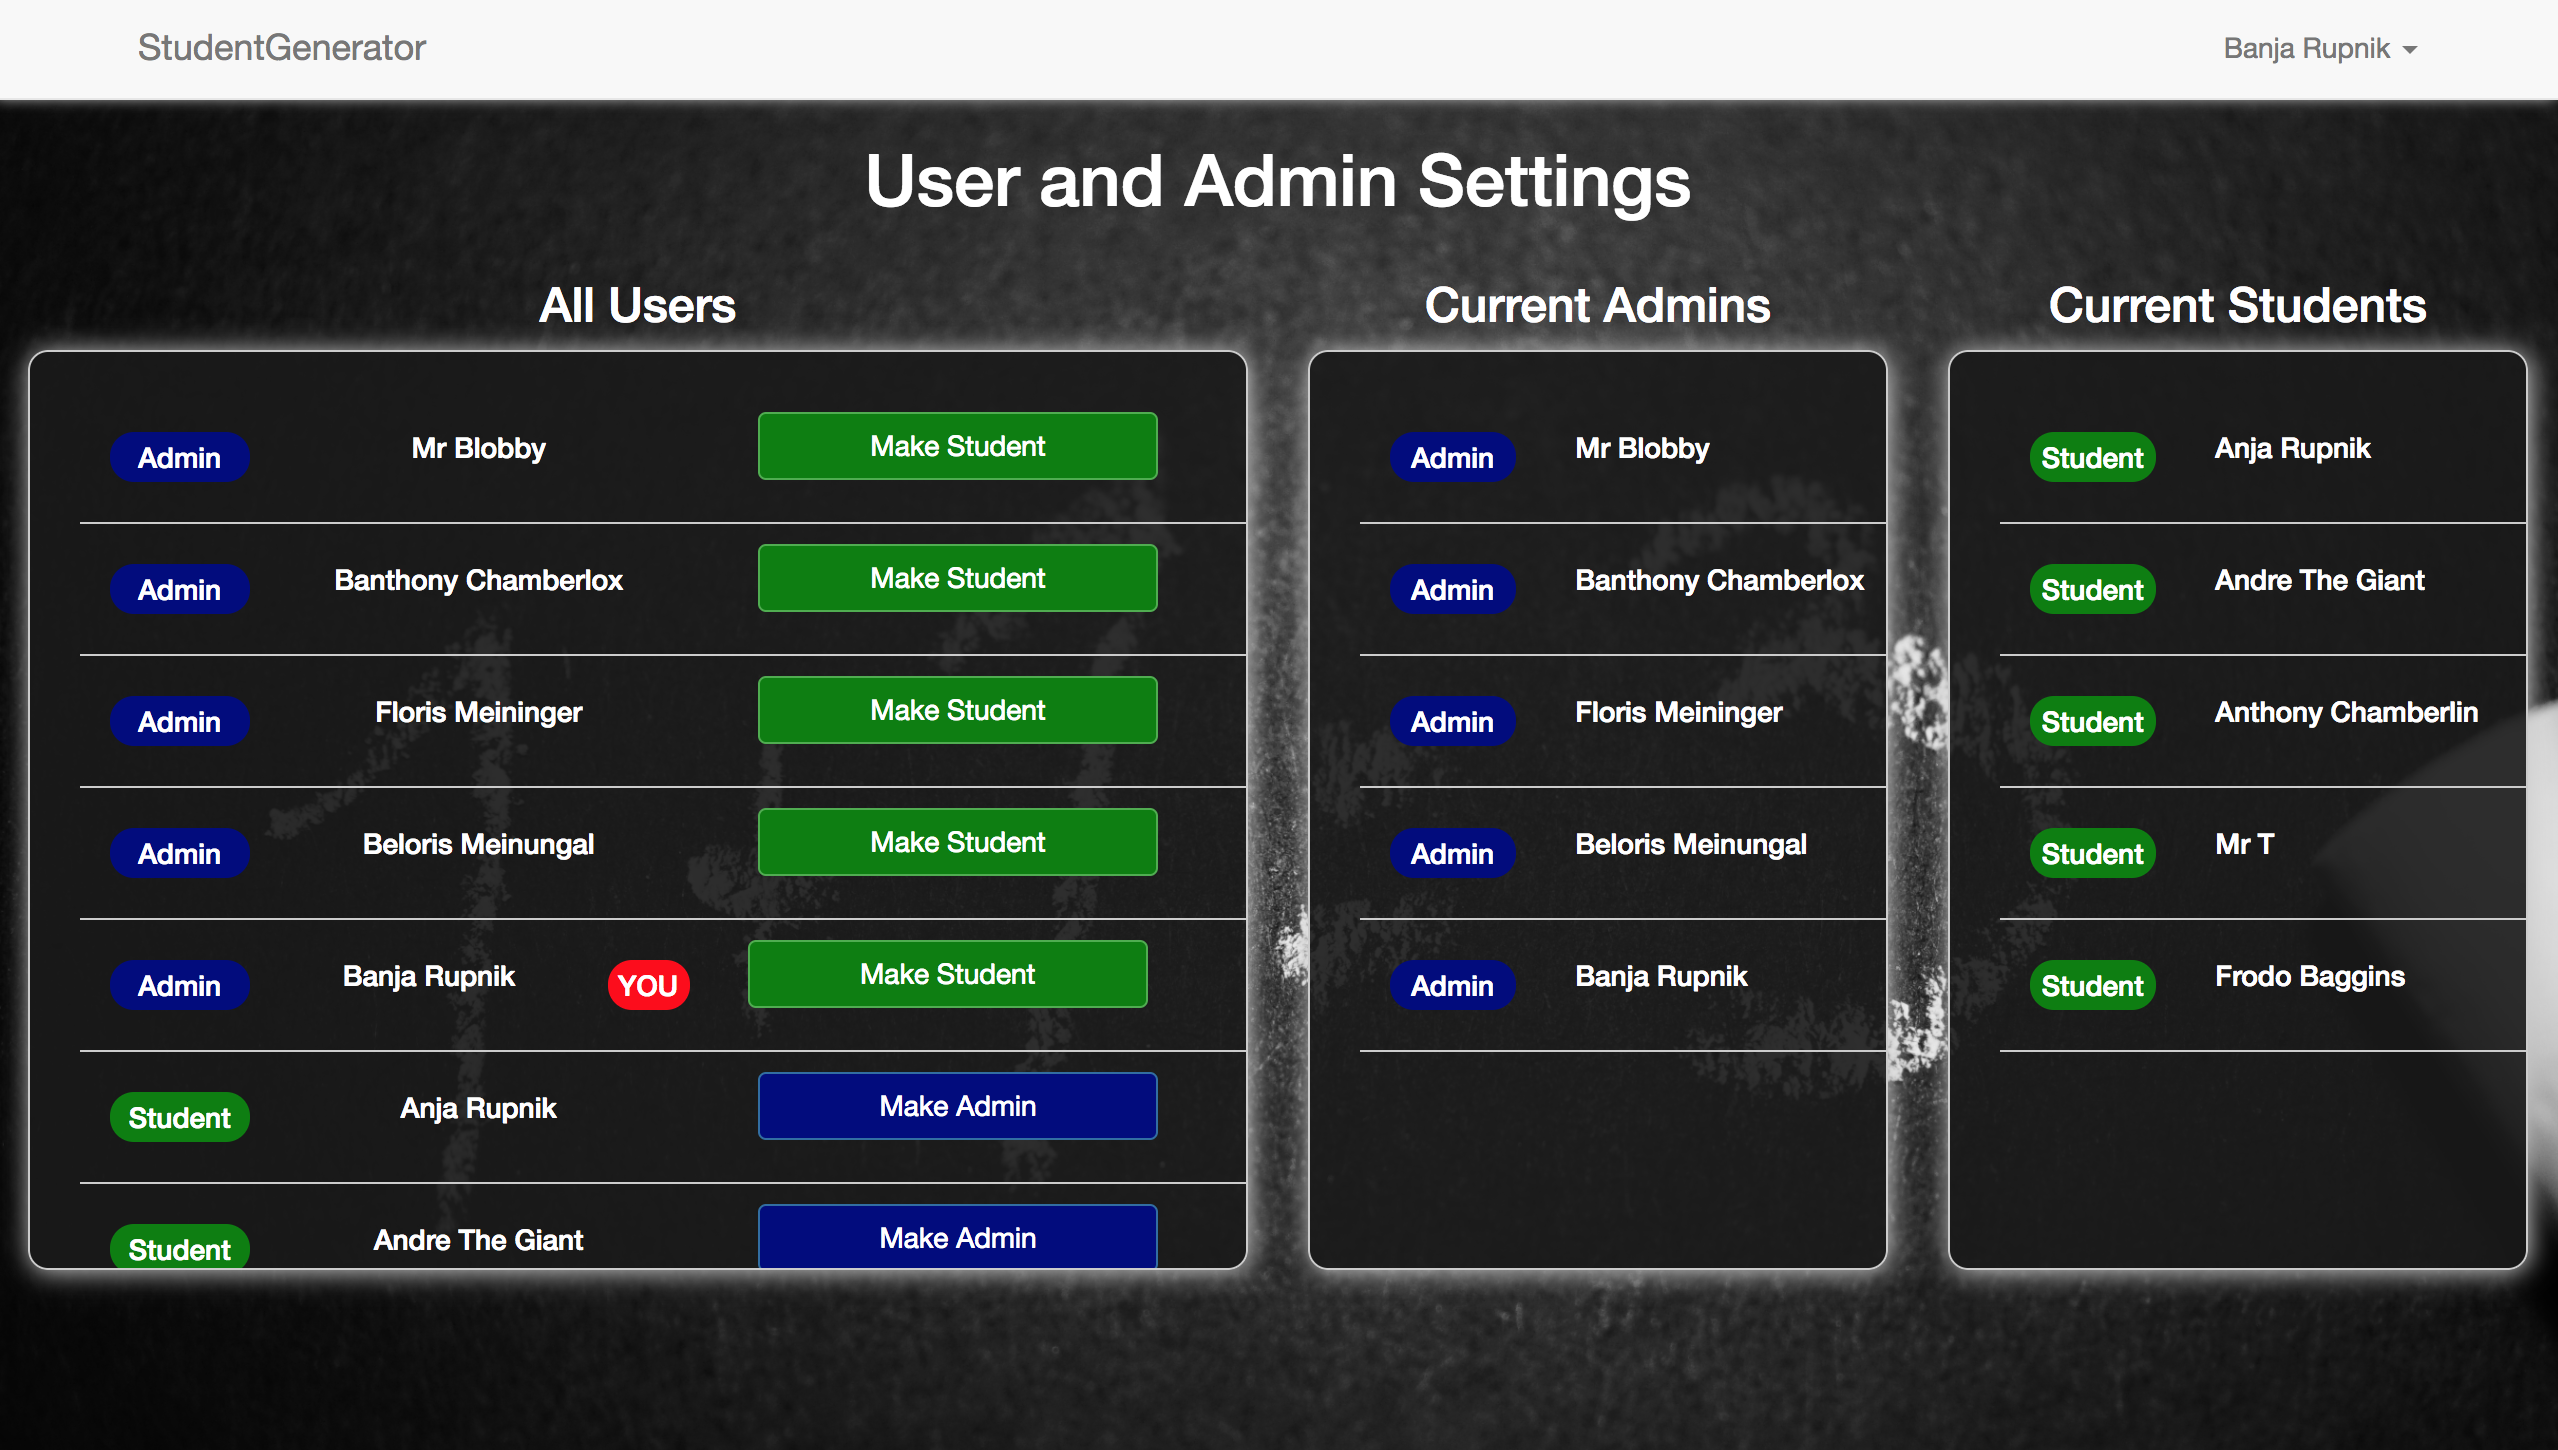 StudentGenerator
Banja Rupnik
User and Admin Settings
All Users
Admin Mr Blobby Make Student
Admin Banthony Chamberlox Make Student
Admin Floris Meininger Make Student
Admin Beloris Meinungal Make Student
Admin Banja Rupnik YOU Make Student
Student Anja Rupnik Make Admin
Student Andre The Giant Make Admin
Current Admins
Admin Mr Blobby
Admin Banthony Chamberlox
Admin Floris Meininger
Admin Beloris Meinungal
Admin Banja Rupnik
Current Students
Student Anja Rupnik
Student Andre The Giant
Student Anthony Chamberlin
Student Mr T
Student Frodo Baggins